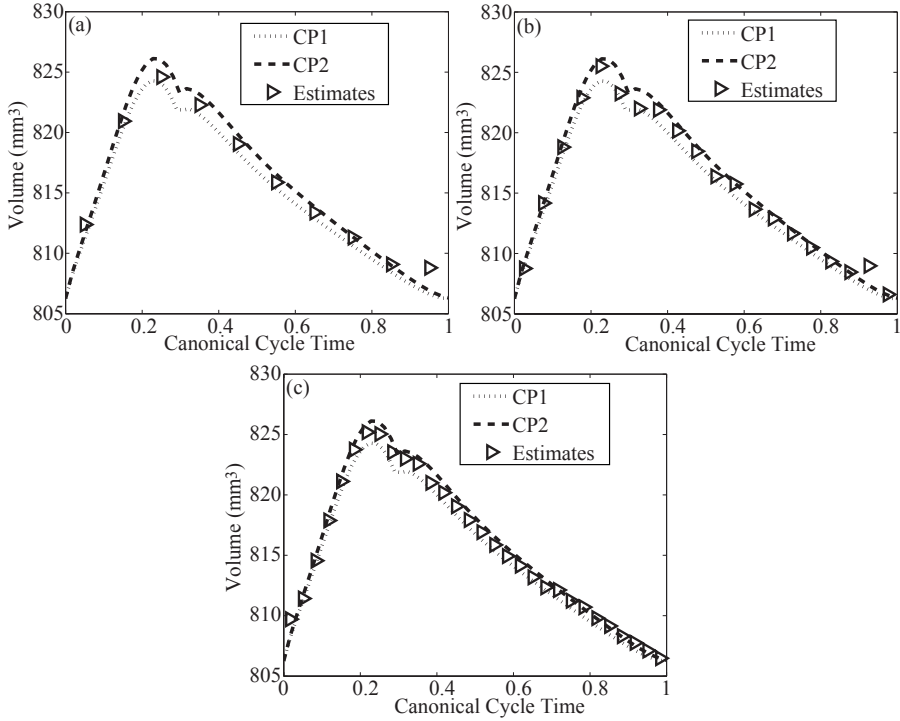 (a)
CP1
CP2
Estimates
830
825
820
815
810
805
Volume (mm³)
0
0.2
0.4
0.6
0.8
1
Canonical Cycle Time
(b)
CP1
CP2
Estimates
830
825
820
815
810
805
Volume (mm³)
0
0.2
0.4
0.6
0.8
1
Canonical Cycle Time
(c)
CP1
CP2
Estimates
830
825
820
815
810
805
Volume (mm³)
0
0.2
0.4
0.6
0.8
1
Canonical Cycle Time